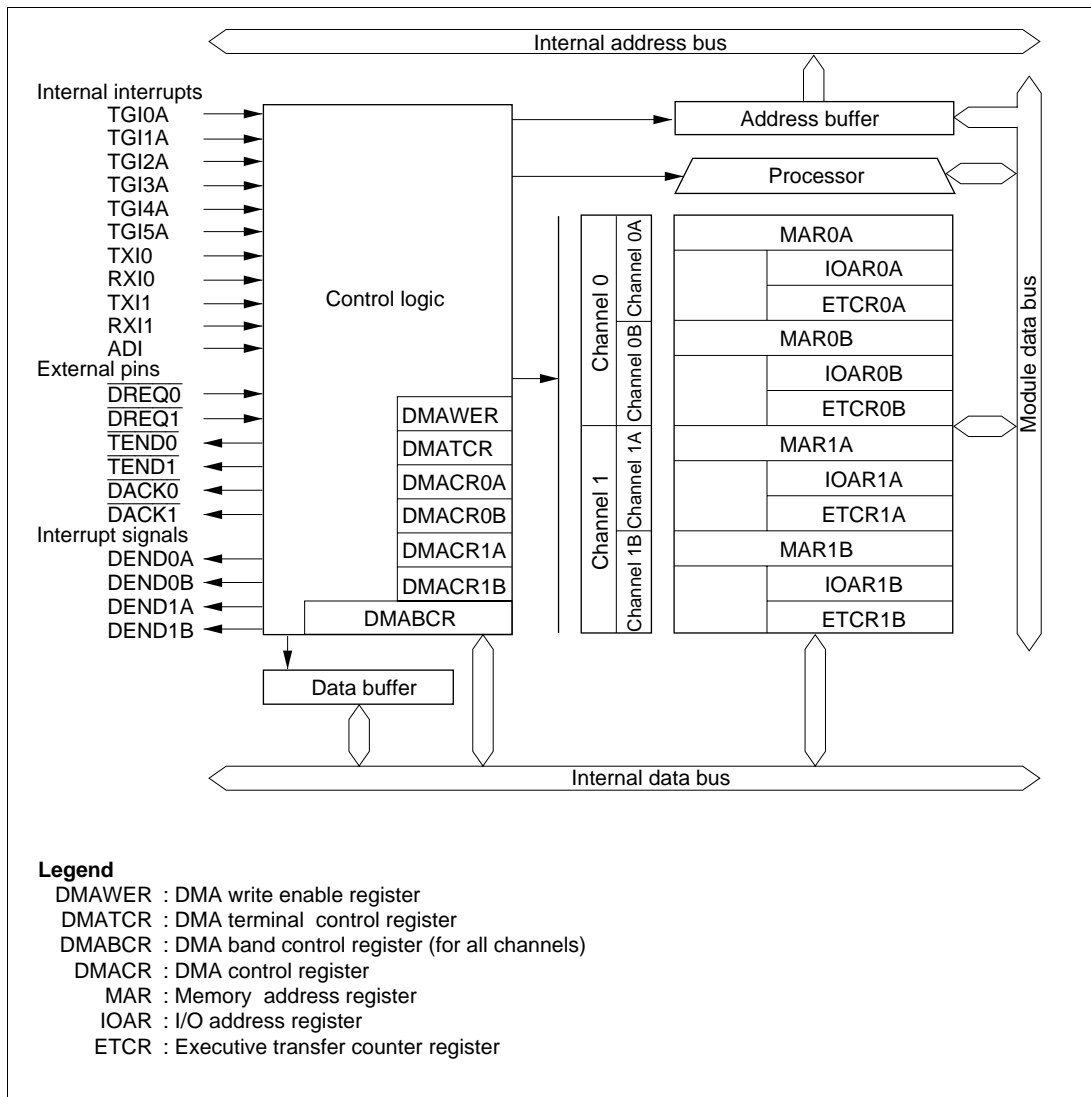 Internal address bus
Internal interrupts
TGI0A
TGI1A
TGI2A
TGI3A
TGI4A
TGI5A
TXI0
RXI0
TXI1
RXI1
ADI
External pins
DREQ0
DREQ1
TEND0
TEND1
DACK0
DACK1
Interrupt signals
DEND0A
DEND0B
DEND1A
DEND1B
Control logic
DMAWER
DMATCR
DMACR0A
DMACR0B
DMACR1A
DMACR1B
DMABCR
Data buffer
Address buffer
Processor
Channel 0
Channel 0A
Channel 0B
Channel 1
Channel 1A
Channel 1B
MAR0A
IOAR0A
ETCR0A
MAR0B
IOAR0B
ETCR0B
MAR1A
IOAR1A
ETCR1A
MAR1B
IOAR1B
ETCR1B
Module data bus
Internal data bus
Legend
DMAWER : DMA write enable register
DMATCR : DMA terminal control register
DMABCR : DMA band control register (for all channels)
DMACR : DMA control register
MAR : Memory address register
IOAR : I/O address register
ETCR : Executive transfer counter register